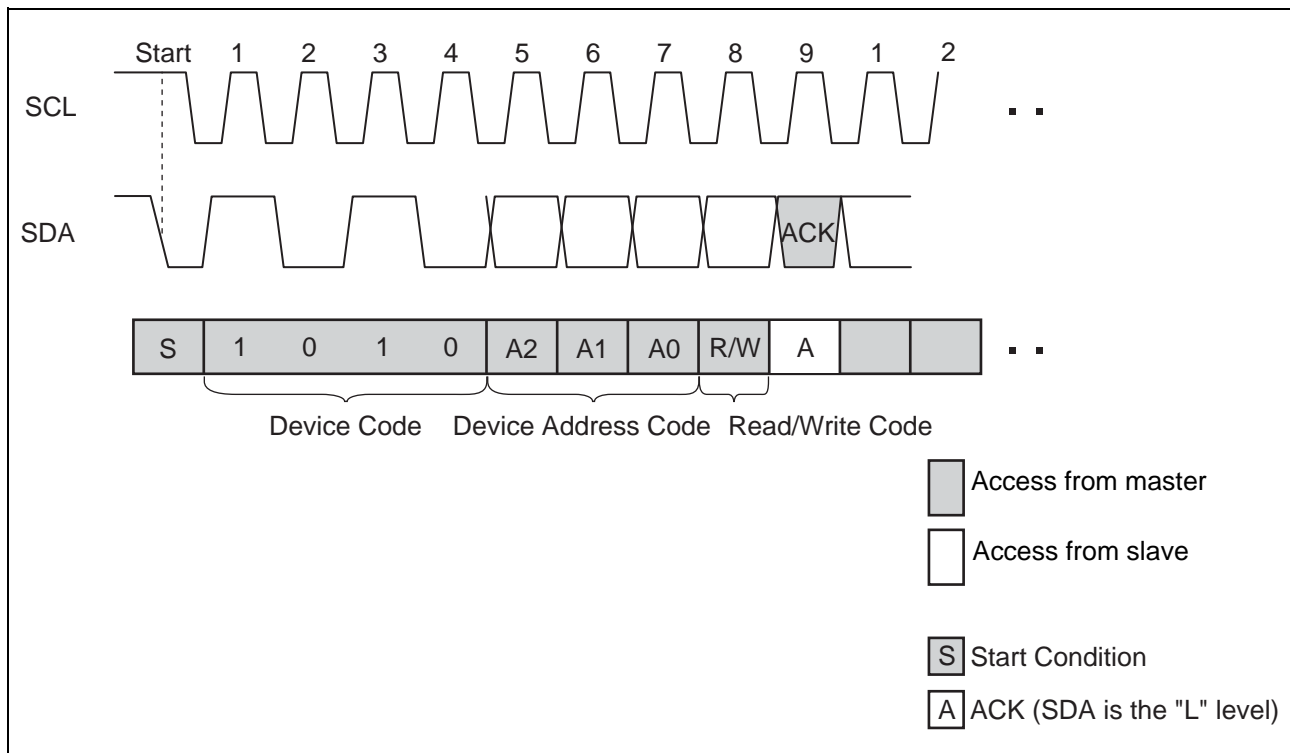 Start 1 2 3 4 5 6 7 8 9 1 2
SCL
SDA
ACK
S 1 0 1 0 A2 A1 A0 R/W A
Device Code Device Address Code Read/Write Code
Access from master
Access from slave
S Start Condition
A ACK (SDA is the "L" level)